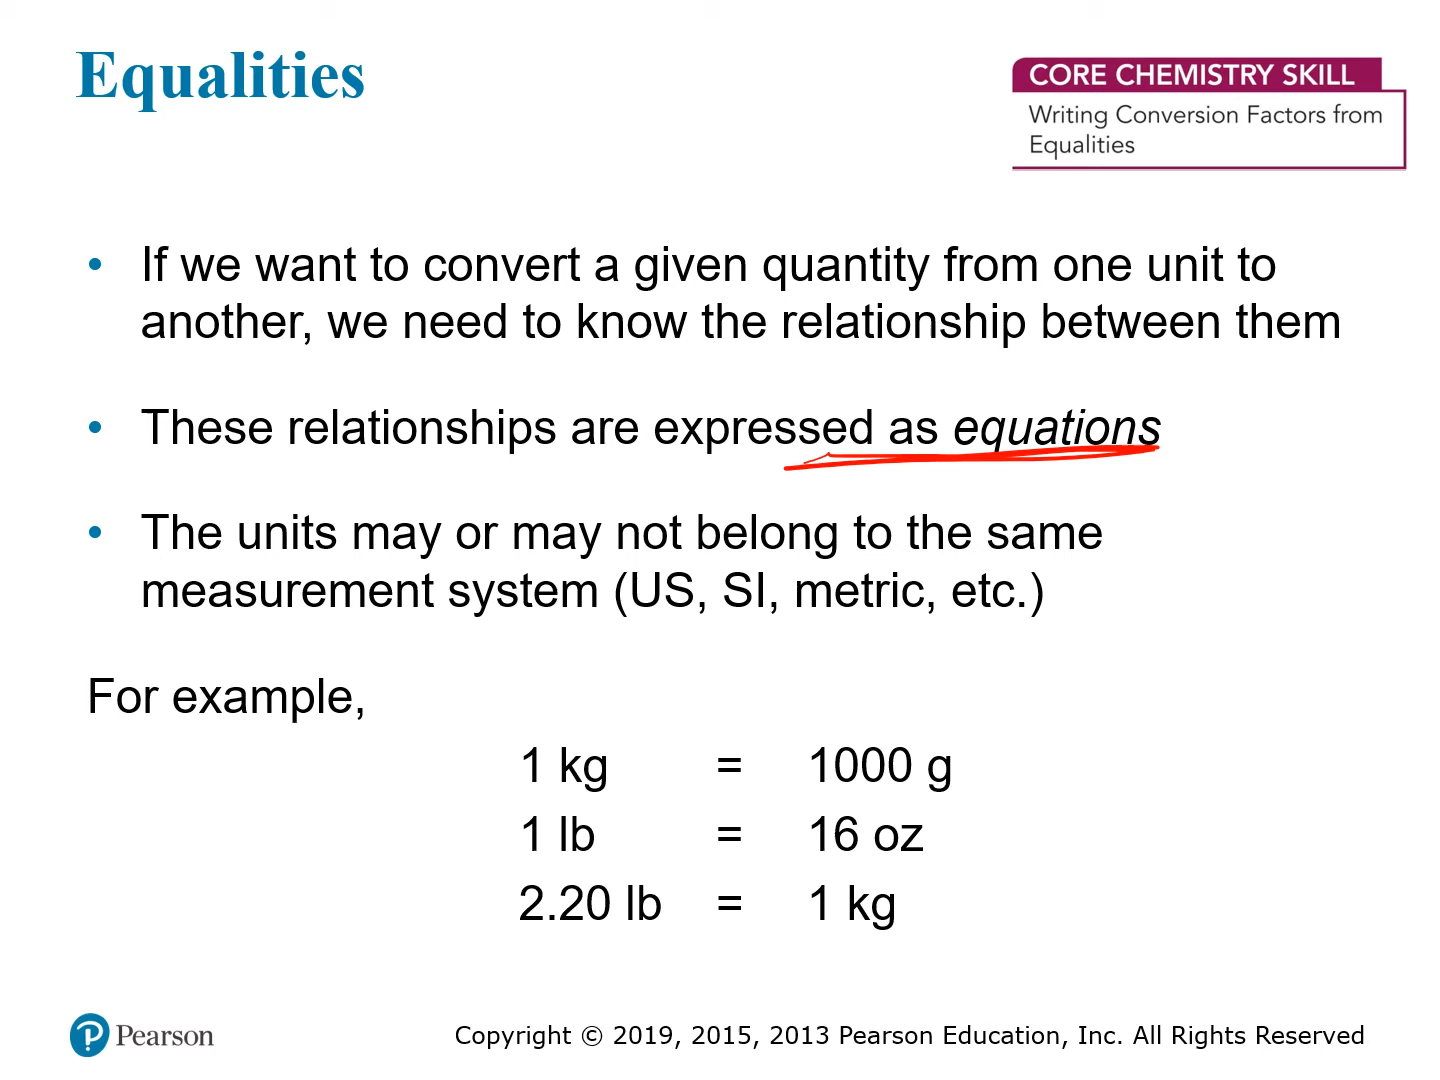 Equalities
CORE CHEMISTRY SKILL
Writing Conversion Factors from
Equalities
• If we want to convert a given quantity from one unit to
another, we need to know the relationship between them
• These relationships are expressed as equations
• The units may or may not belong to the same
measurement system (US, SI, metric, etc.)
For example,
1 kg = 1000 g
1 lb = 16 oz
2.20 lb = 1 kg
P Pearson
Copyright © 2019, 2015, 2013 Pearson Education, Inc. All Rights Reserved